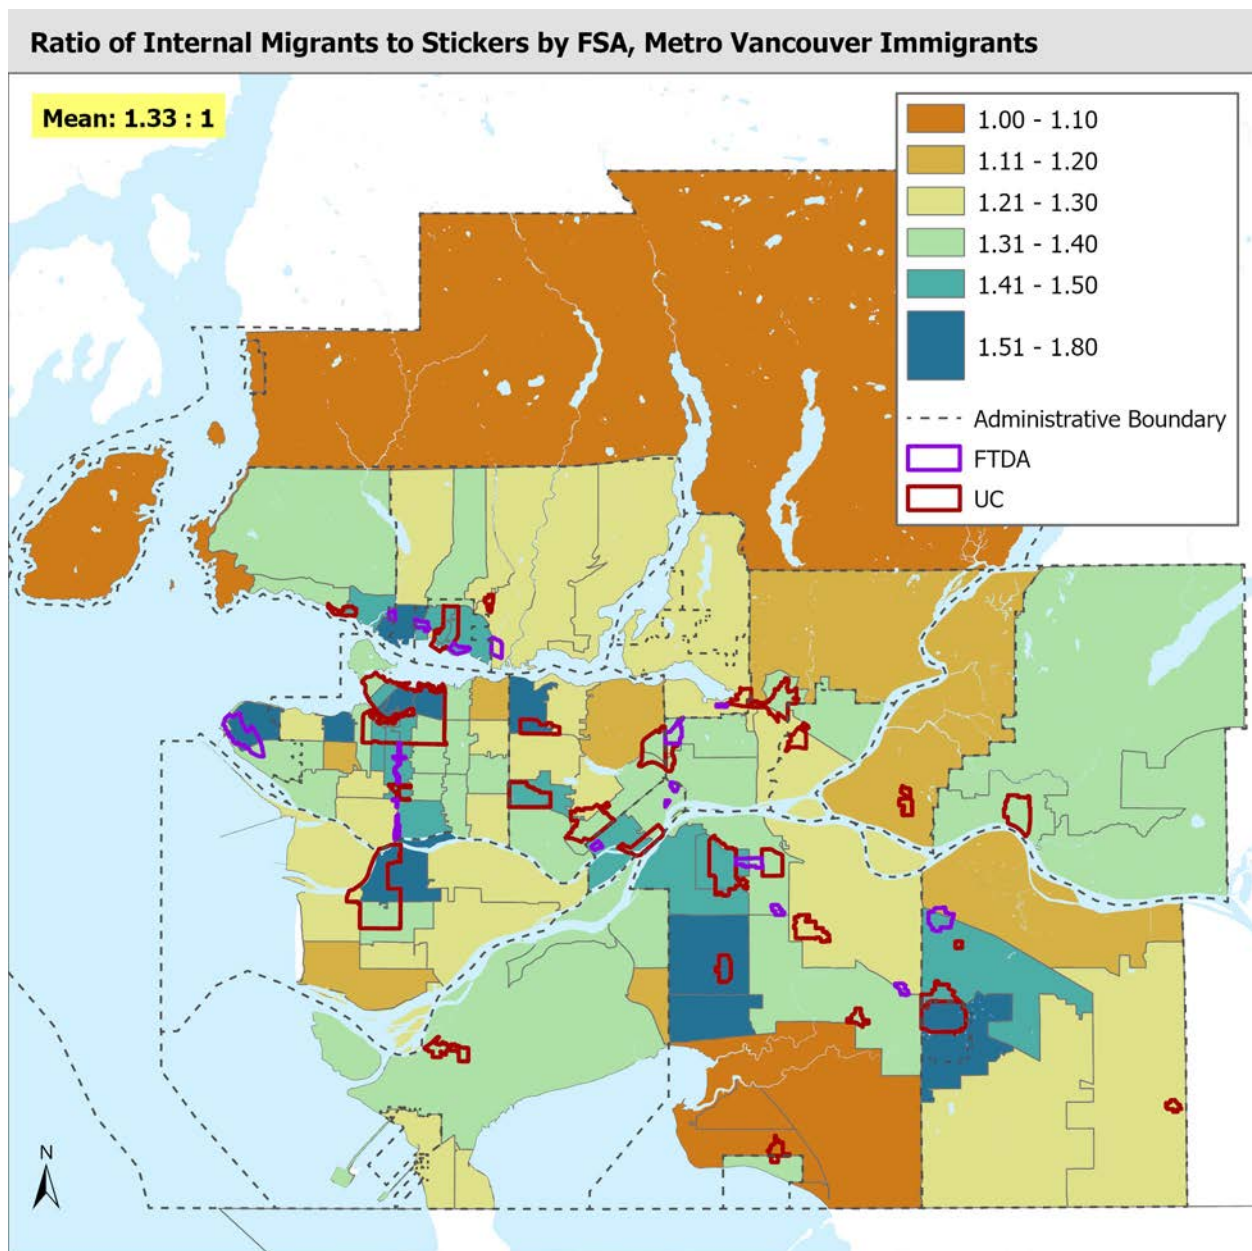 Ratio of Internal Migrants to Stickers by FSA, Metro Vancouver Immigrants
Mean: 1.33 : 1
1.00 - 1.10
1.11 - 1.20
1.21 - 1.30
1.31 - 1.40
1.41 - 1.50
1.51 - 1.80
Administrative Boundary
FTDA
UC
N